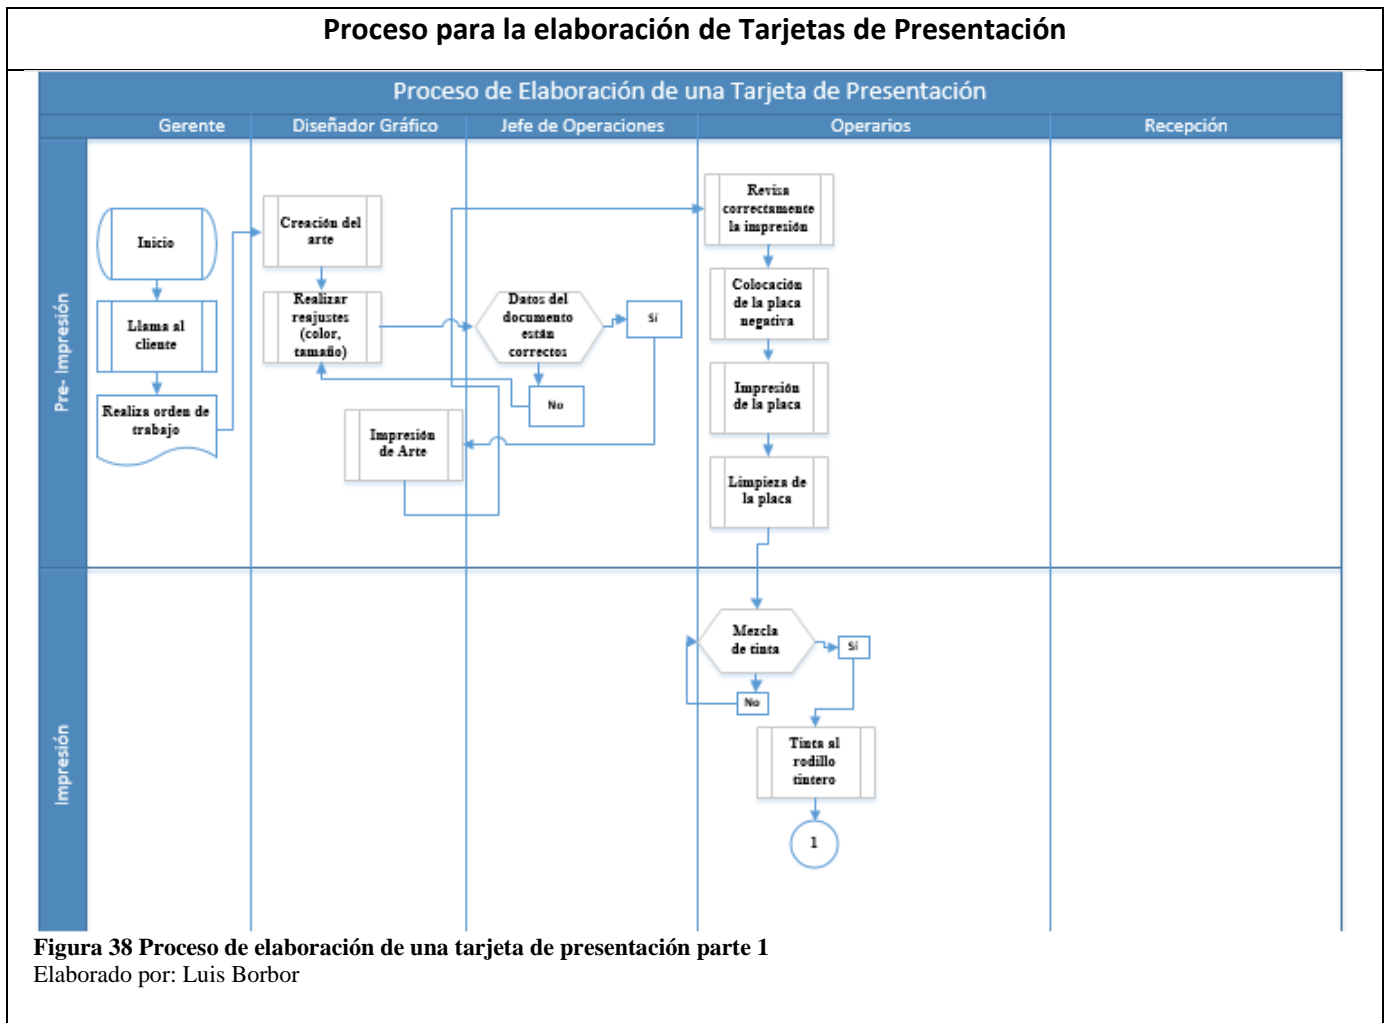 Proceso para la elaboración de Tarjetas de Presentación
Proceso de Elaboración de una Tarjeta de Presentación
Gerente
Diseñador Gráfico
Jefe de Operaciones
Operarios
Recepción
Pre- Impresión
Inicio
Llama al
cliente
Realiza orden de
trabajo
Creación del
arte
Realizar
reajustes
(color,
tamaño)
Impresión
de Arte
Datos del
documento
están
correctos
Sí
No
Revisa
correctamente
la impresión
Colocación
de la placa
negativa
Impresión
de la placa
Limpieza de
la placa
Impresión
Mezcla
de tinta
Sí
No
Tinta al
rodillo
tintero
1
Figura 38 Proceso de elaboración de una tarjeta de presentación parte 1
Elaborado por: Luis Borbor